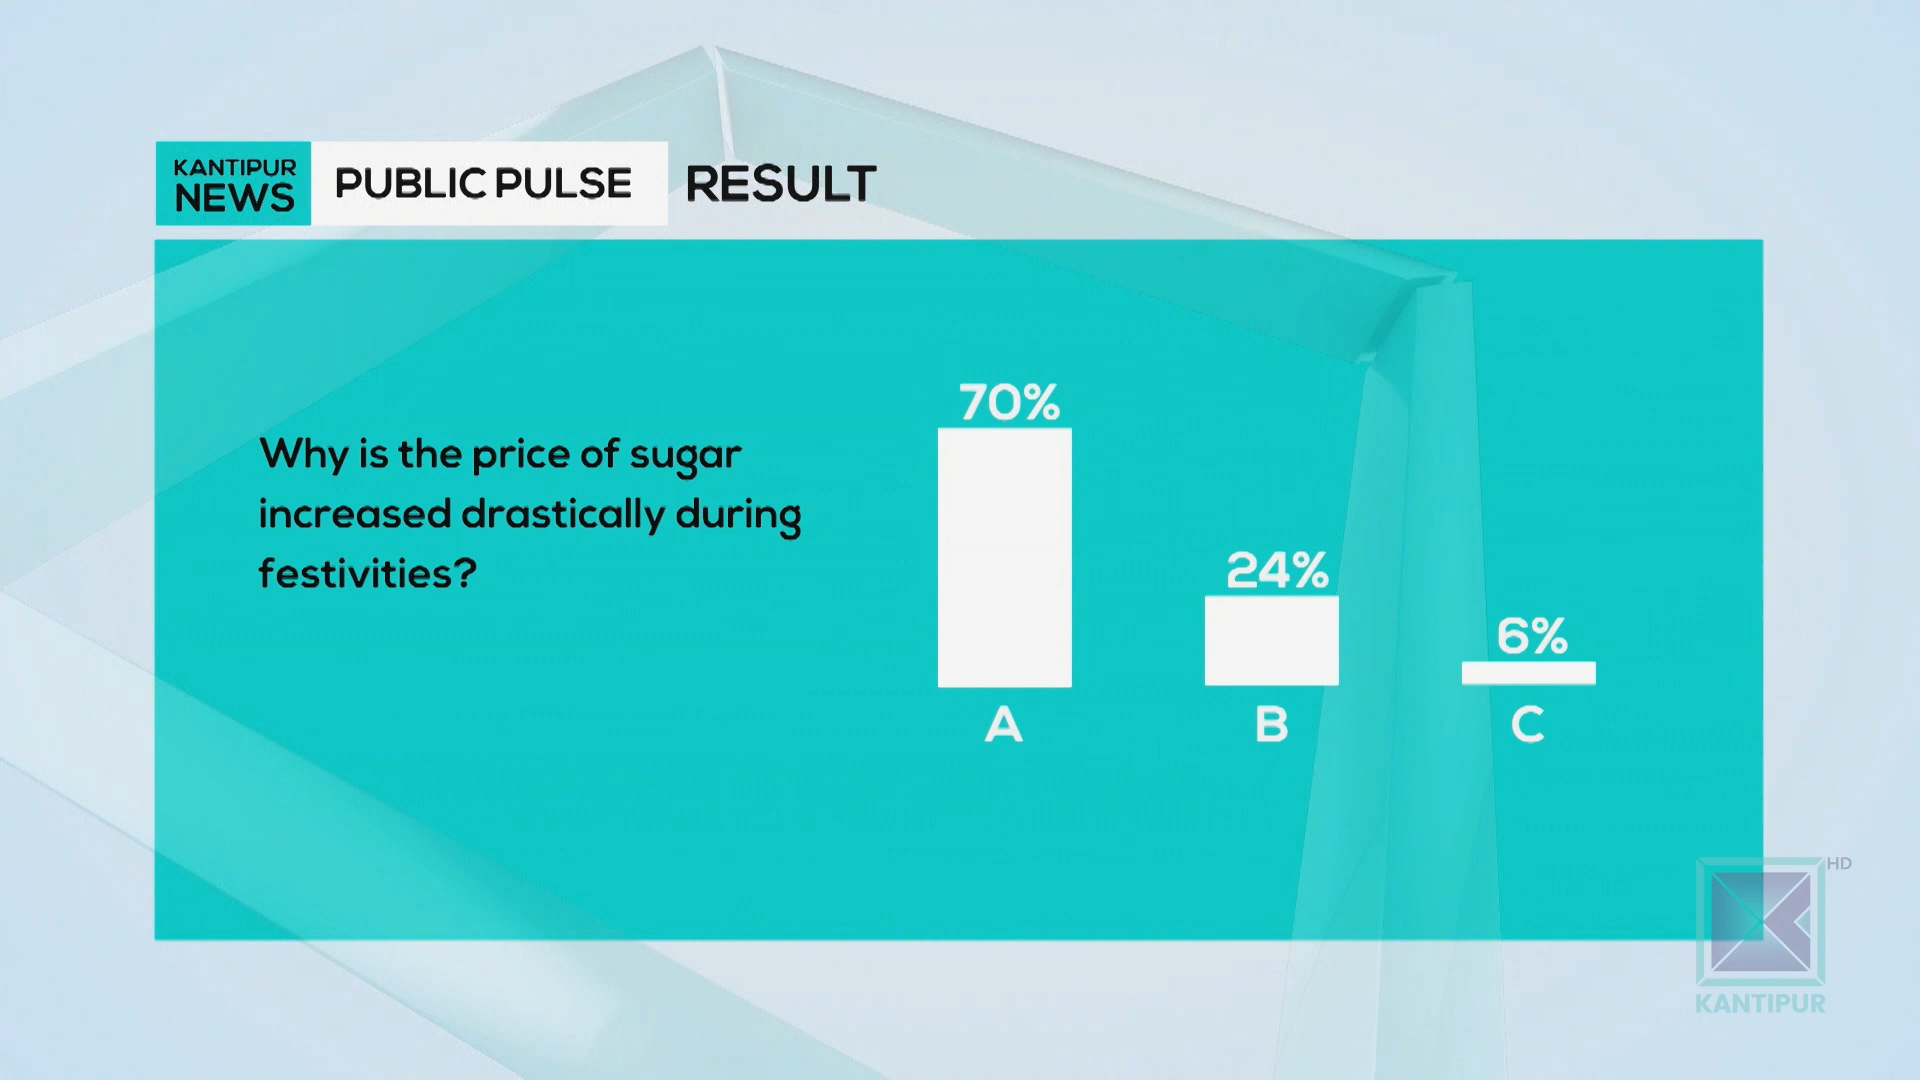 KANTIPUR
NEWS
PUBLIC PULSE
RESULT
Why is the price of sugar
increased drastically during
festivities?
70%
24%
6%
A
B
C
HD
KANTIPUR